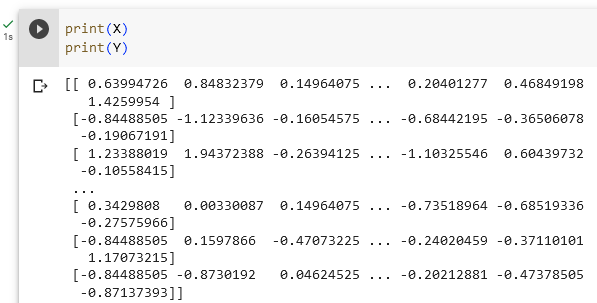 1s
print(X)
print(Y)
[[ 0.63994726  0.84832379  0.14964075 ...  0.20401277  0.46849198
   1.4259954 ]
 [-0.84488505 -1.12339636 -0.16054575 ... -0.68442195 -0.36506078
  -0.19067191]
 [ 1.23388019  1.94372388 -0.26394125 ... -1.10325546  0.60439732
  -0.10558415]
 ...
 [ 0.3429808   0.00330087  0.14964075 ... -0.73518964 -0.68519336
  -0.27575966]
 [-0.84488505  0.1597866  -0.47073225 ... -0.24020459 -0.37110101
   1.17073215]
 [-0.84488505 -0.8730192   0.04624525 ... -0.20212881 -0.47378505
  -0.87137393]]